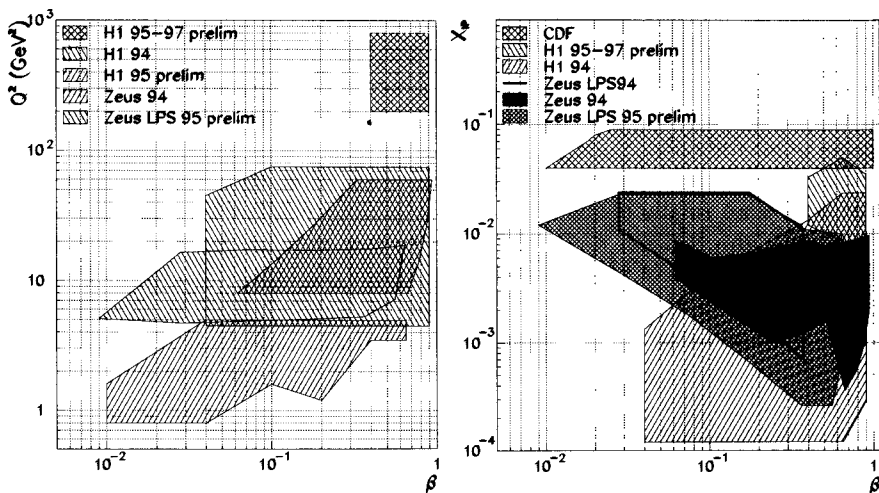 Q² (GeV²)
10³
10²
10
1
H1 95-97 prelim
H1 94
H1 95 prelim
Zeus 94
Zeus LPS 95 prelim
10⁻² 10⁻¹ 1
β
X_IP
CDF
H1 95-97 prelim
H1 94
Zeus LPS94
Zeus 94
Zeus LPS 95 prelim
10⁻¹
10⁻²
10⁻³
10⁻⁴
10⁻² 10⁻¹ 1
β